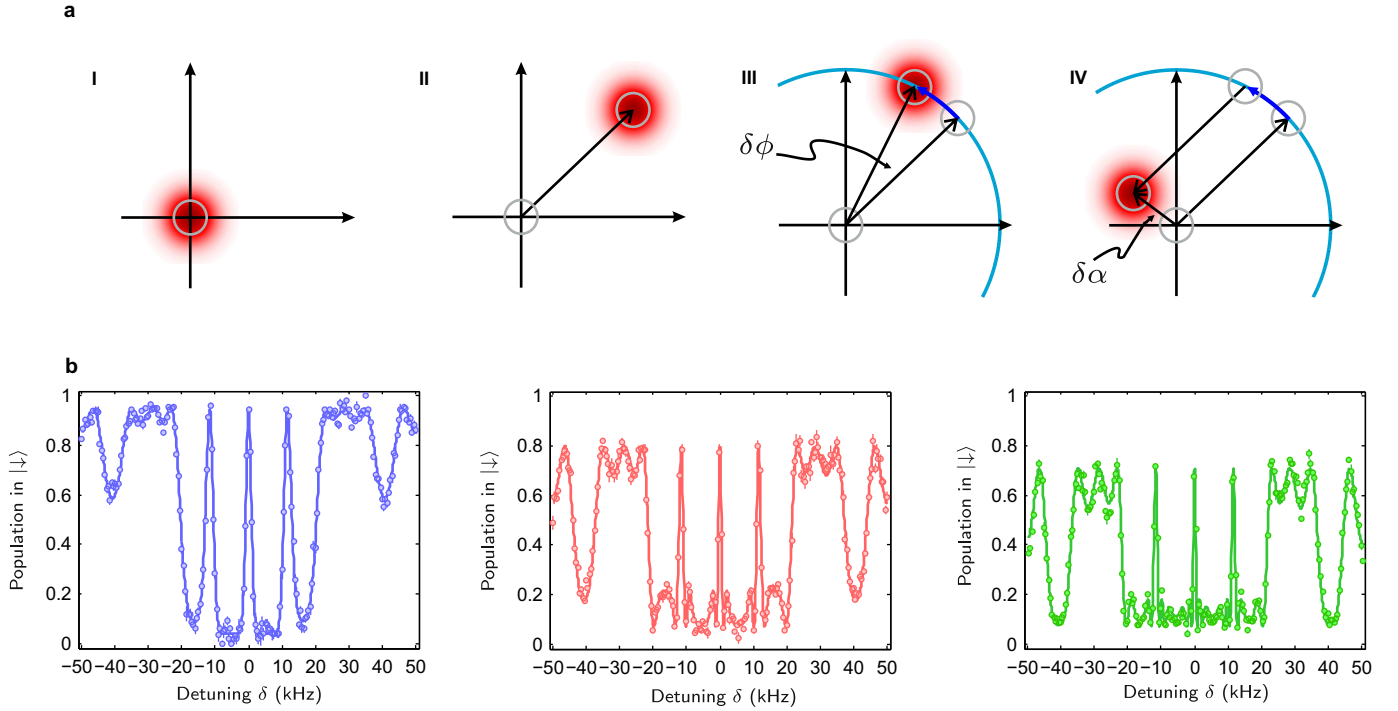 a
I II III IV
δϕ
δα
b
1 1 1
0.8 0.8 0.8
0.6 0.6 0.6
0.4 0.4 0.4
0.2 0.2 0.2
0 0 0
Population in |↓⟩ Population in |↓⟩ Population in |↓⟩
−50 −40 −30 −20 −10 0 10 20 30 40 50 −50 −40 −30 −20 −10 0 10 20 30 40 50 −50 −40 −30 −20 −10 0 10 20 30 40 50
Detuning δ (kHz) Detuning δ (kHz) Detuning δ (kHz)